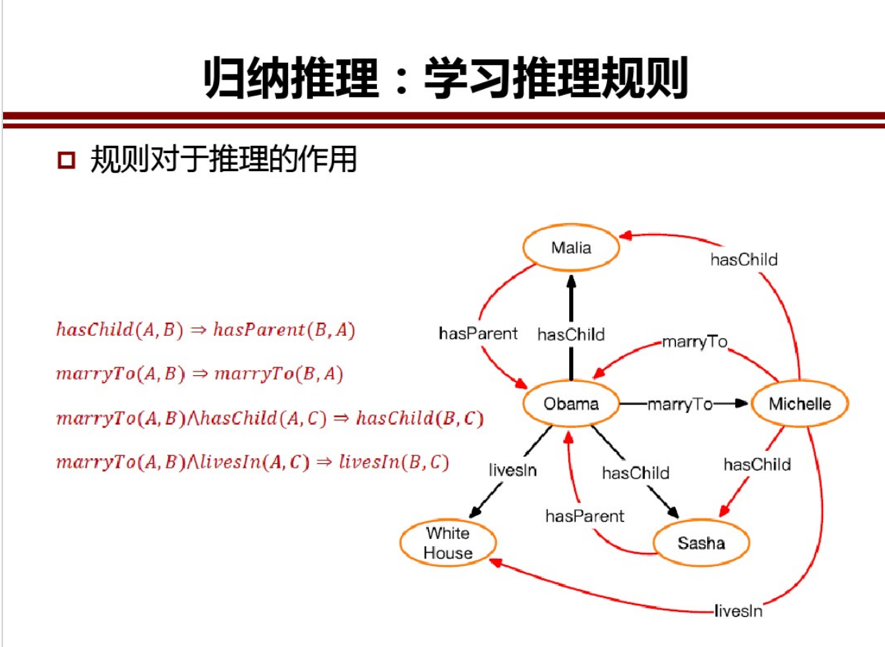 归纳推理：学习推理规则
规则对于推理的作用
hasChild(A,B) ⇒ hasParent(B,A)
marryTo(A,B) ⇒ marryTo(B,A)
marryTo(A,B)⋀hasChild(A,C) ⇒ hasChild(B,C)
marryTo(A,B)⋀livesIn(A,C) ⇒ livesIn(B,C)
Malia
hasChild
hasParent
hasChild
marryTo
Obama
marryTo
Michelle
livesIn
hasChild
hasChild
hasParent
White
House
Sasha
livesIn